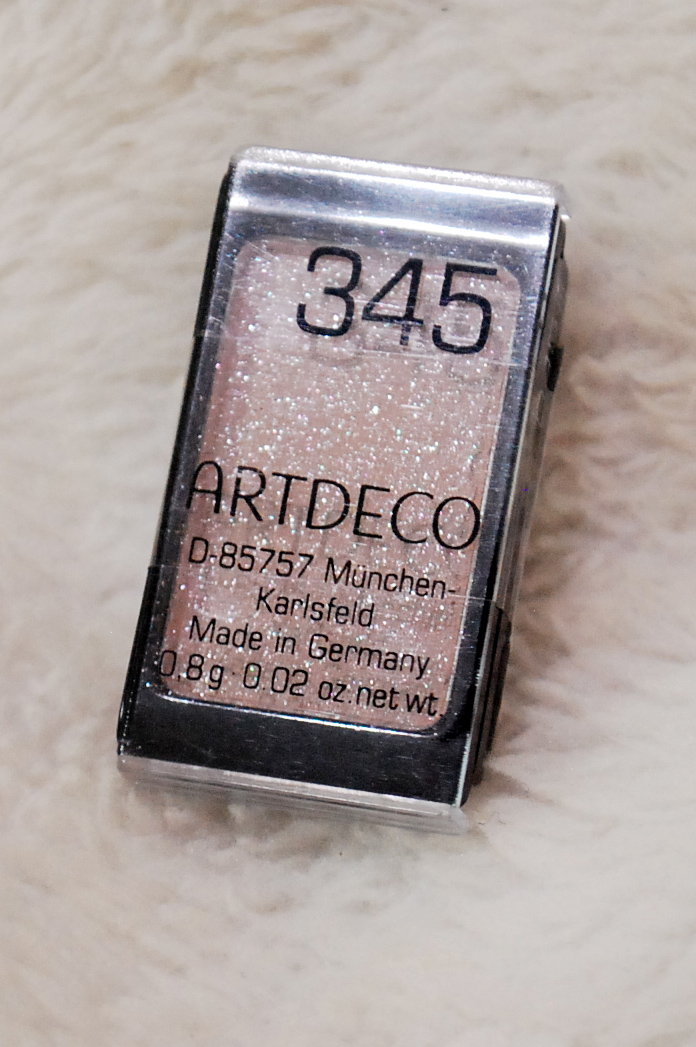 345
ARTDECO
D-85757 München-
Karlsfeld
Made in Germany
0.8g · 0.02 oz.net wt.